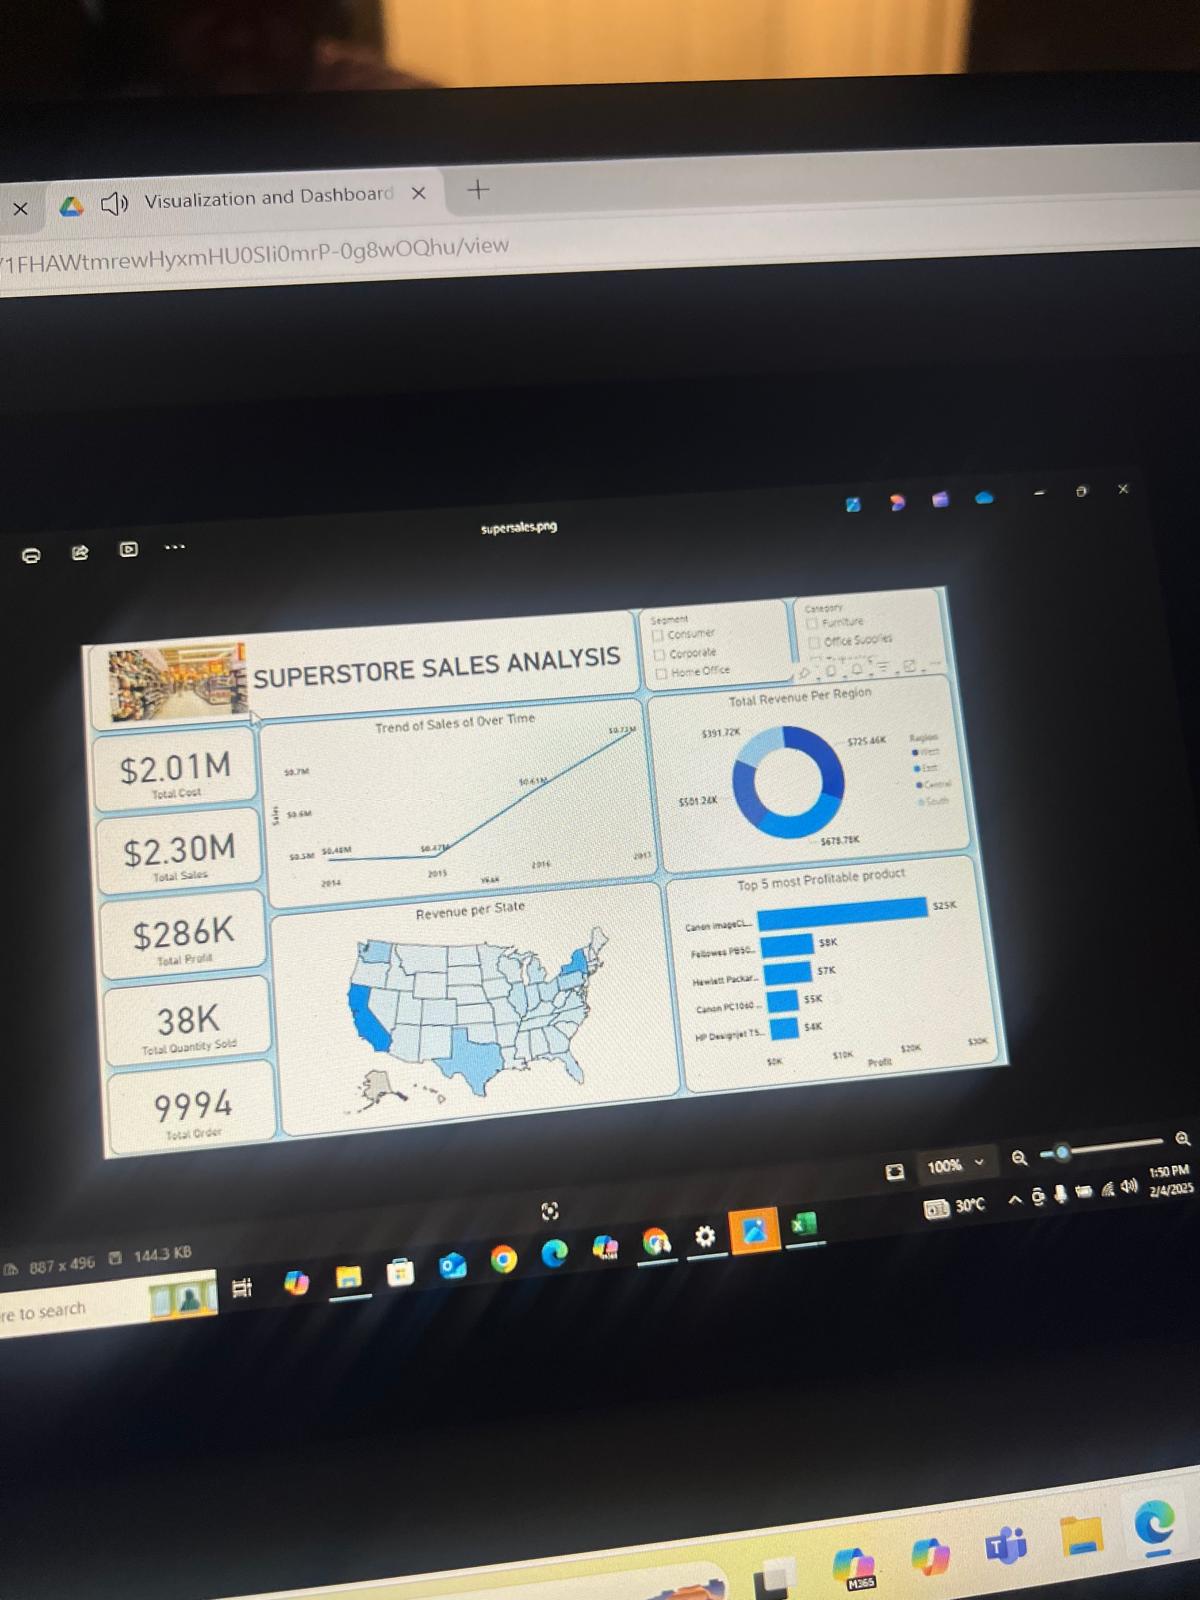 Visualization and Dashboard
/1FHAWtmrewHyxmHU0SIi0mrP-0g8wOQhu/view
supersales.png
SUPERSTORE SALES ANALYSIS
Segment
Consumer
Corporate
Home Office
Category
Furniture
Office Supplies
$2.01M
Total Cost
$2.30M
Total Sales
$286K
Total Profit
38K
Total Quantity Sold
9994
Total Order
Trend of Sales of Over Time
Sales
$0.7M
$0.6M
$0.5M
$0.48M
$0.47M
$0.61M
$0.73M
2014
2015
2016
2017
YEAR
Total Revenue Per Region
$391.72K
$725.46K
$501.24K
$678.78K
Region
West
East
Central
South
Revenue per State
Top 5 most Profitable product
Canon imageCL...
$25K
Fellowes PB50...
$8K
Hewlett Packar...
$7K
Canon PC1060 ...
$5K
HP Designjet T5...
$4K
$0K
$10K
$20K
$30K
Profit
100%
887 x 496
144.3 KB
30°C
1:50 PM
2/4/2025
re to search
M365